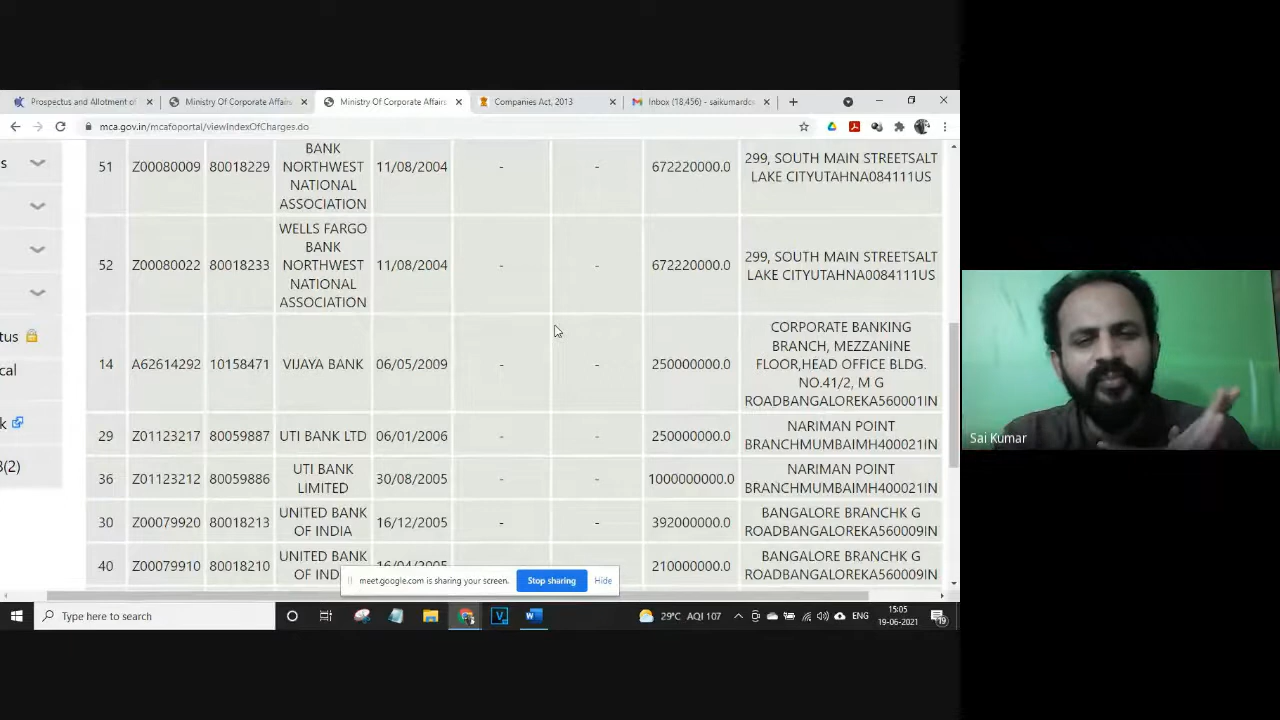 Prospectus and Allotment of
Ministry Of Corporate Affairs
Ministry Of Corporate Affairs
Companies Act, 2013
Inbox (18,456) - saikumardc
mca.gov.in/mcafoportal/viewIndexOfCharges.do
s
tus
cal
k
3(2)
51 Z00080009 80018229 BANK NORTHWEST NATIONAL ASSOCIATION 11/08/2004 - - 672220000.0 299, SOUTH MAIN STREETSALT LAKE CITYUTAHNA084111US
52 Z00080022 80018233 WELLS FARGO BANK NORTHWEST NATIONAL ASSOCIATION 11/08/2004 - - 672220000.0 299, SOUTH MAIN STREETSALT LAKE CITYUTAHNA0084111US
14 A62614292 10158471 VIJAYA BANK 06/05/2009 - - 250000000.0 CORPORATE BANKING BRANCH, MEZZANINE FLOOR,HEAD OFFICE BLDG. NO.41/2, M G ROADBANGALOREKA560001IN
29 Z01123217 80059887 UTI BANK LTD 06/01/2006 - - 250000000.0 NARIMAN POINT BRANCHMUMBAIMH400021IN
36 Z01123212 80059886 UTI BANK LIMITED 30/08/2005 - - 1000000000.0 NARIMAN POINT BRANCHMUMBAIMH400021IN
30 Z00079920 80018213 UNITED BANK OF INDIA 16/12/2005 - - 392000000.0 BANGALORE BRANCHK G ROADBANGALOREKA560009IN
40 Z00079910 80018210 UNITED BANK 210000000.0 BANGALORE BRANCHK G ROADBANGALOREKA560009IN
meet.google.com is sharing your screen.
Stop sharing
Hide
Type here to search
29°C AQI 107
ENG
15:05
19-06-2021
19
Sai Kumar